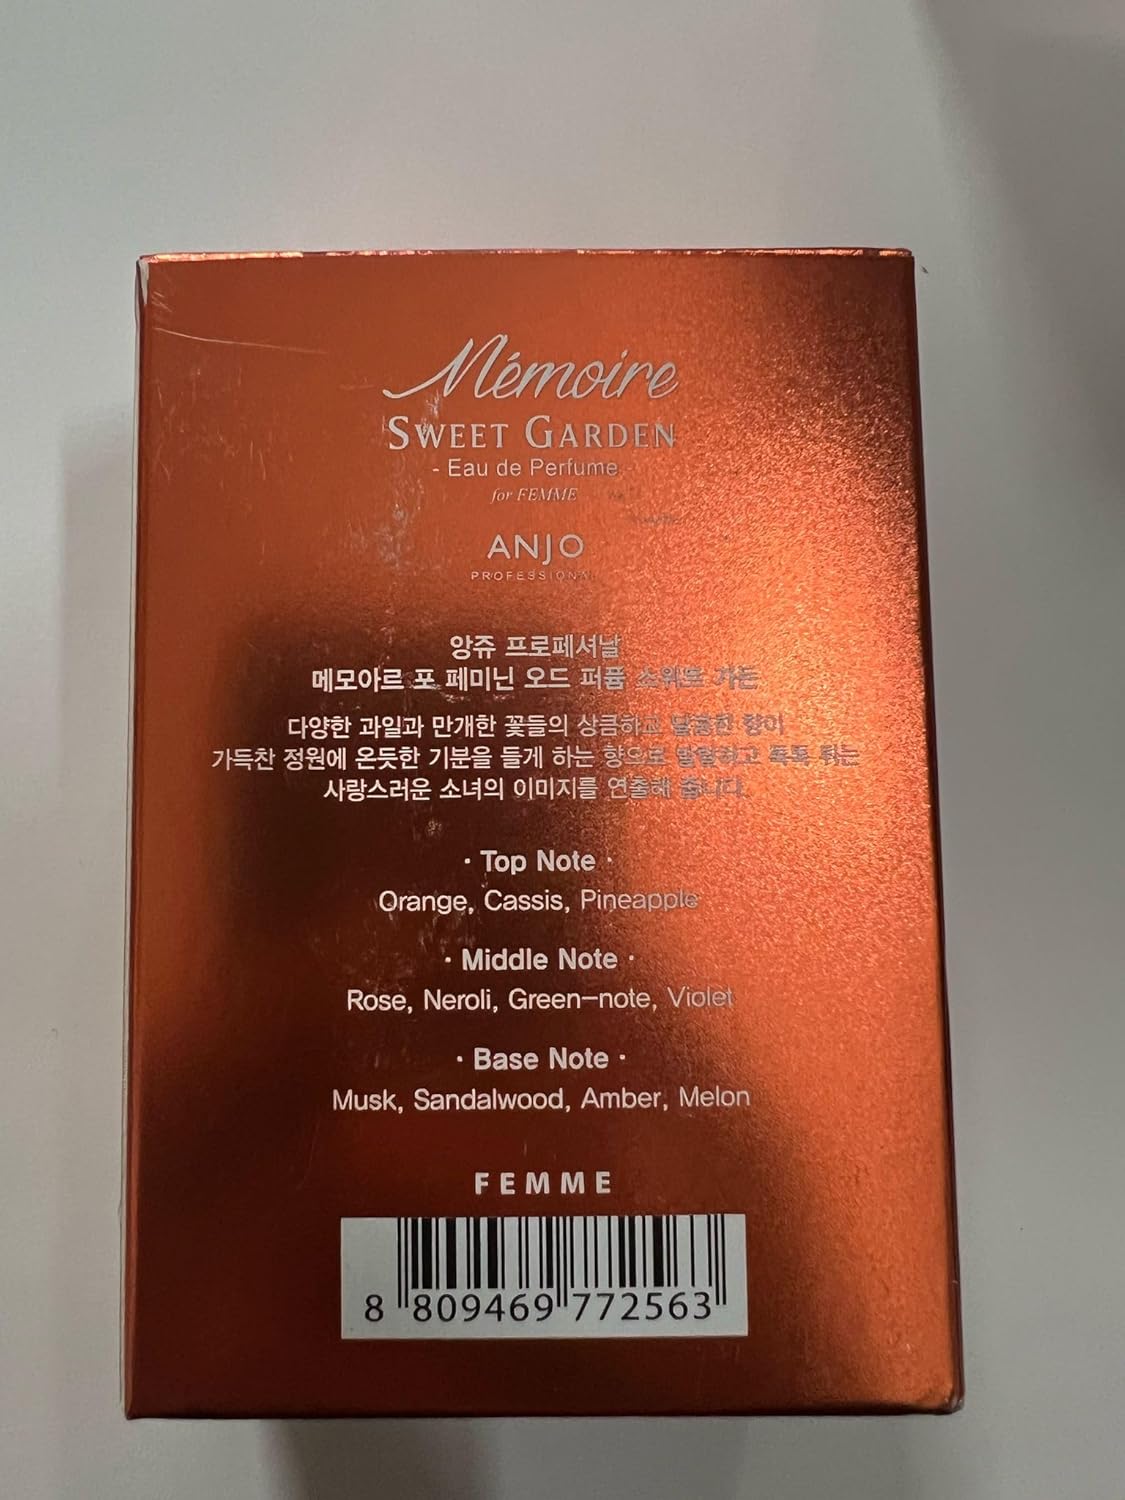 Mémoire
SWEET GARDEN
- Eau de Perfume -
for FEMME
ANJO
PROFESSIONAL
앙쥬 프로페셔날
메모아르 포 페미닌 오드 퍼퓸 스위트 가든
다양한 과일과 만개한 꽃들의 상큼하고 달콤한 향이
가득찬 정원에 온듯한 기분을 들게 하는 향으로 발랄하고 톡톡 튀는
사랑스러운 소녀의 이미지를 연출해 줍니다.
· Top Note ·
Orange, Cassis, Pineapple
· Middle Note ·
Rose, Neroli, Green-note, Violet
· Base Note ·
Musk, Sandalwood, Amber, Melon
FEMME
8 809469 772563